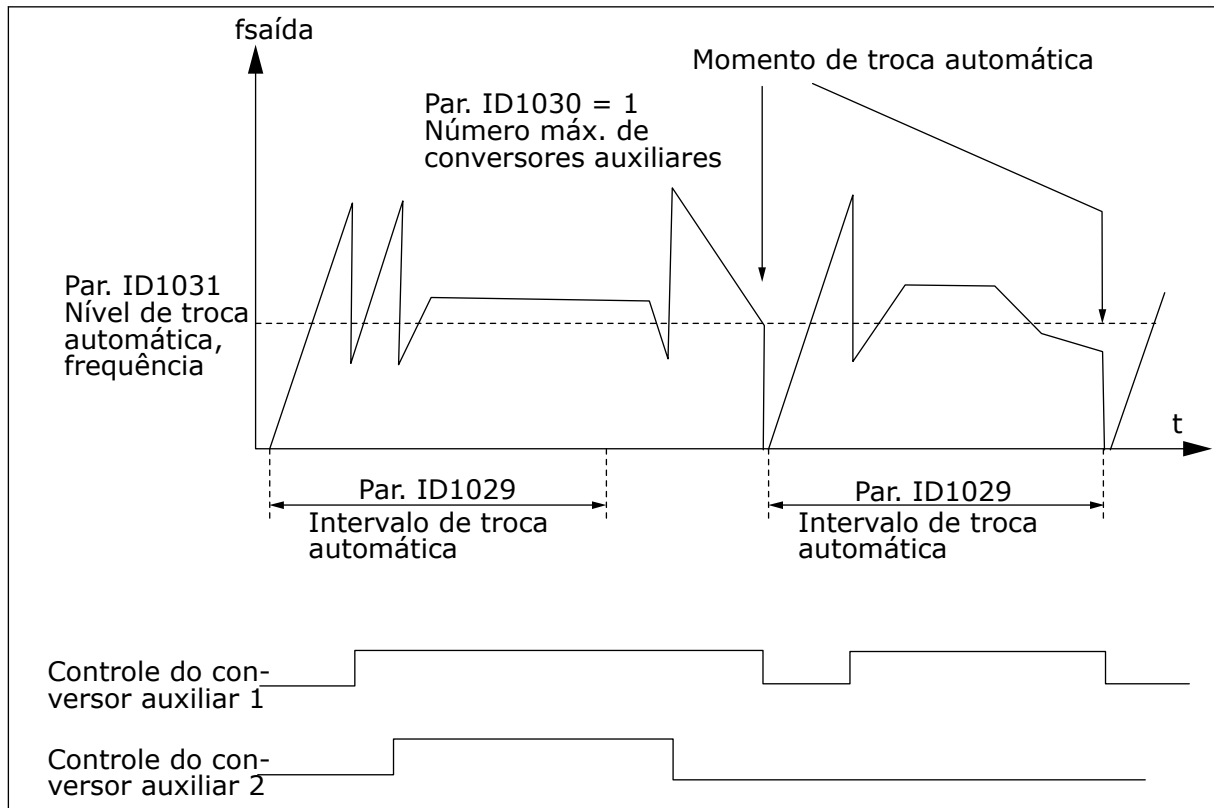 fsaída
Momento de troca automática
Par. ID1030 = 1
Número máx. de
conversores auxiliares
Par. ID1031
Nível de troca
automática,
frequência
t
Par. ID1029
Intervalo de troca
automática
Par. ID1029
Intervalo de troca
automática
Controle do con-
versor auxiliar 1
Controle do con-
versor auxiliar 2